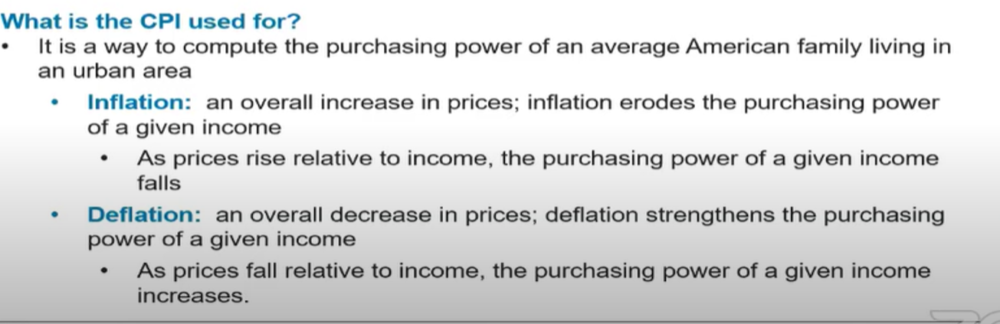 What is the CPI used for?
• It is a way to compute the purchasing power of an average American family living in
an urban area
• Inflation: an overall increase in prices; inflation erodes the purchasing power
of a given income
• As prices rise relative to income, the purchasing power of a given income
falls
• Deflation: an overall decrease in prices; deflation strengthens the purchasing
power of a given income
• As prices fall relative to income, the purchasing power of a given income
increases.